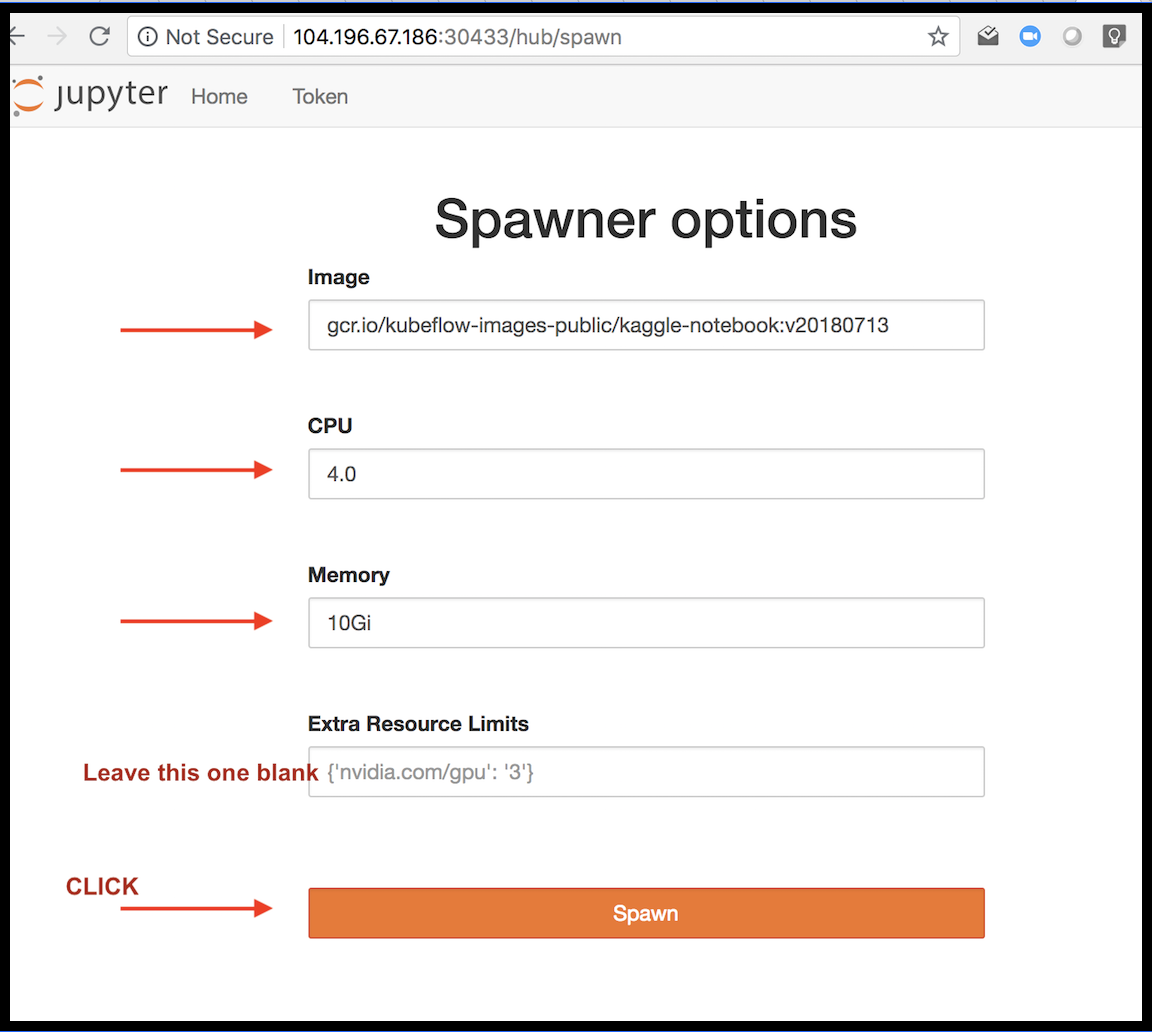 Not Secure 104.196.67.186:30433/hub/spawn
jupyter Home Token
Spawner options
Image
gcr.io/kubeflow-images-public/kaggle-notebook:v20180713
CPU
4.0
Memory
10Gi
Extra Resource Limits
Leave this one blank {'nvidia.com/gpu': '3'}
CLICK
Spawn